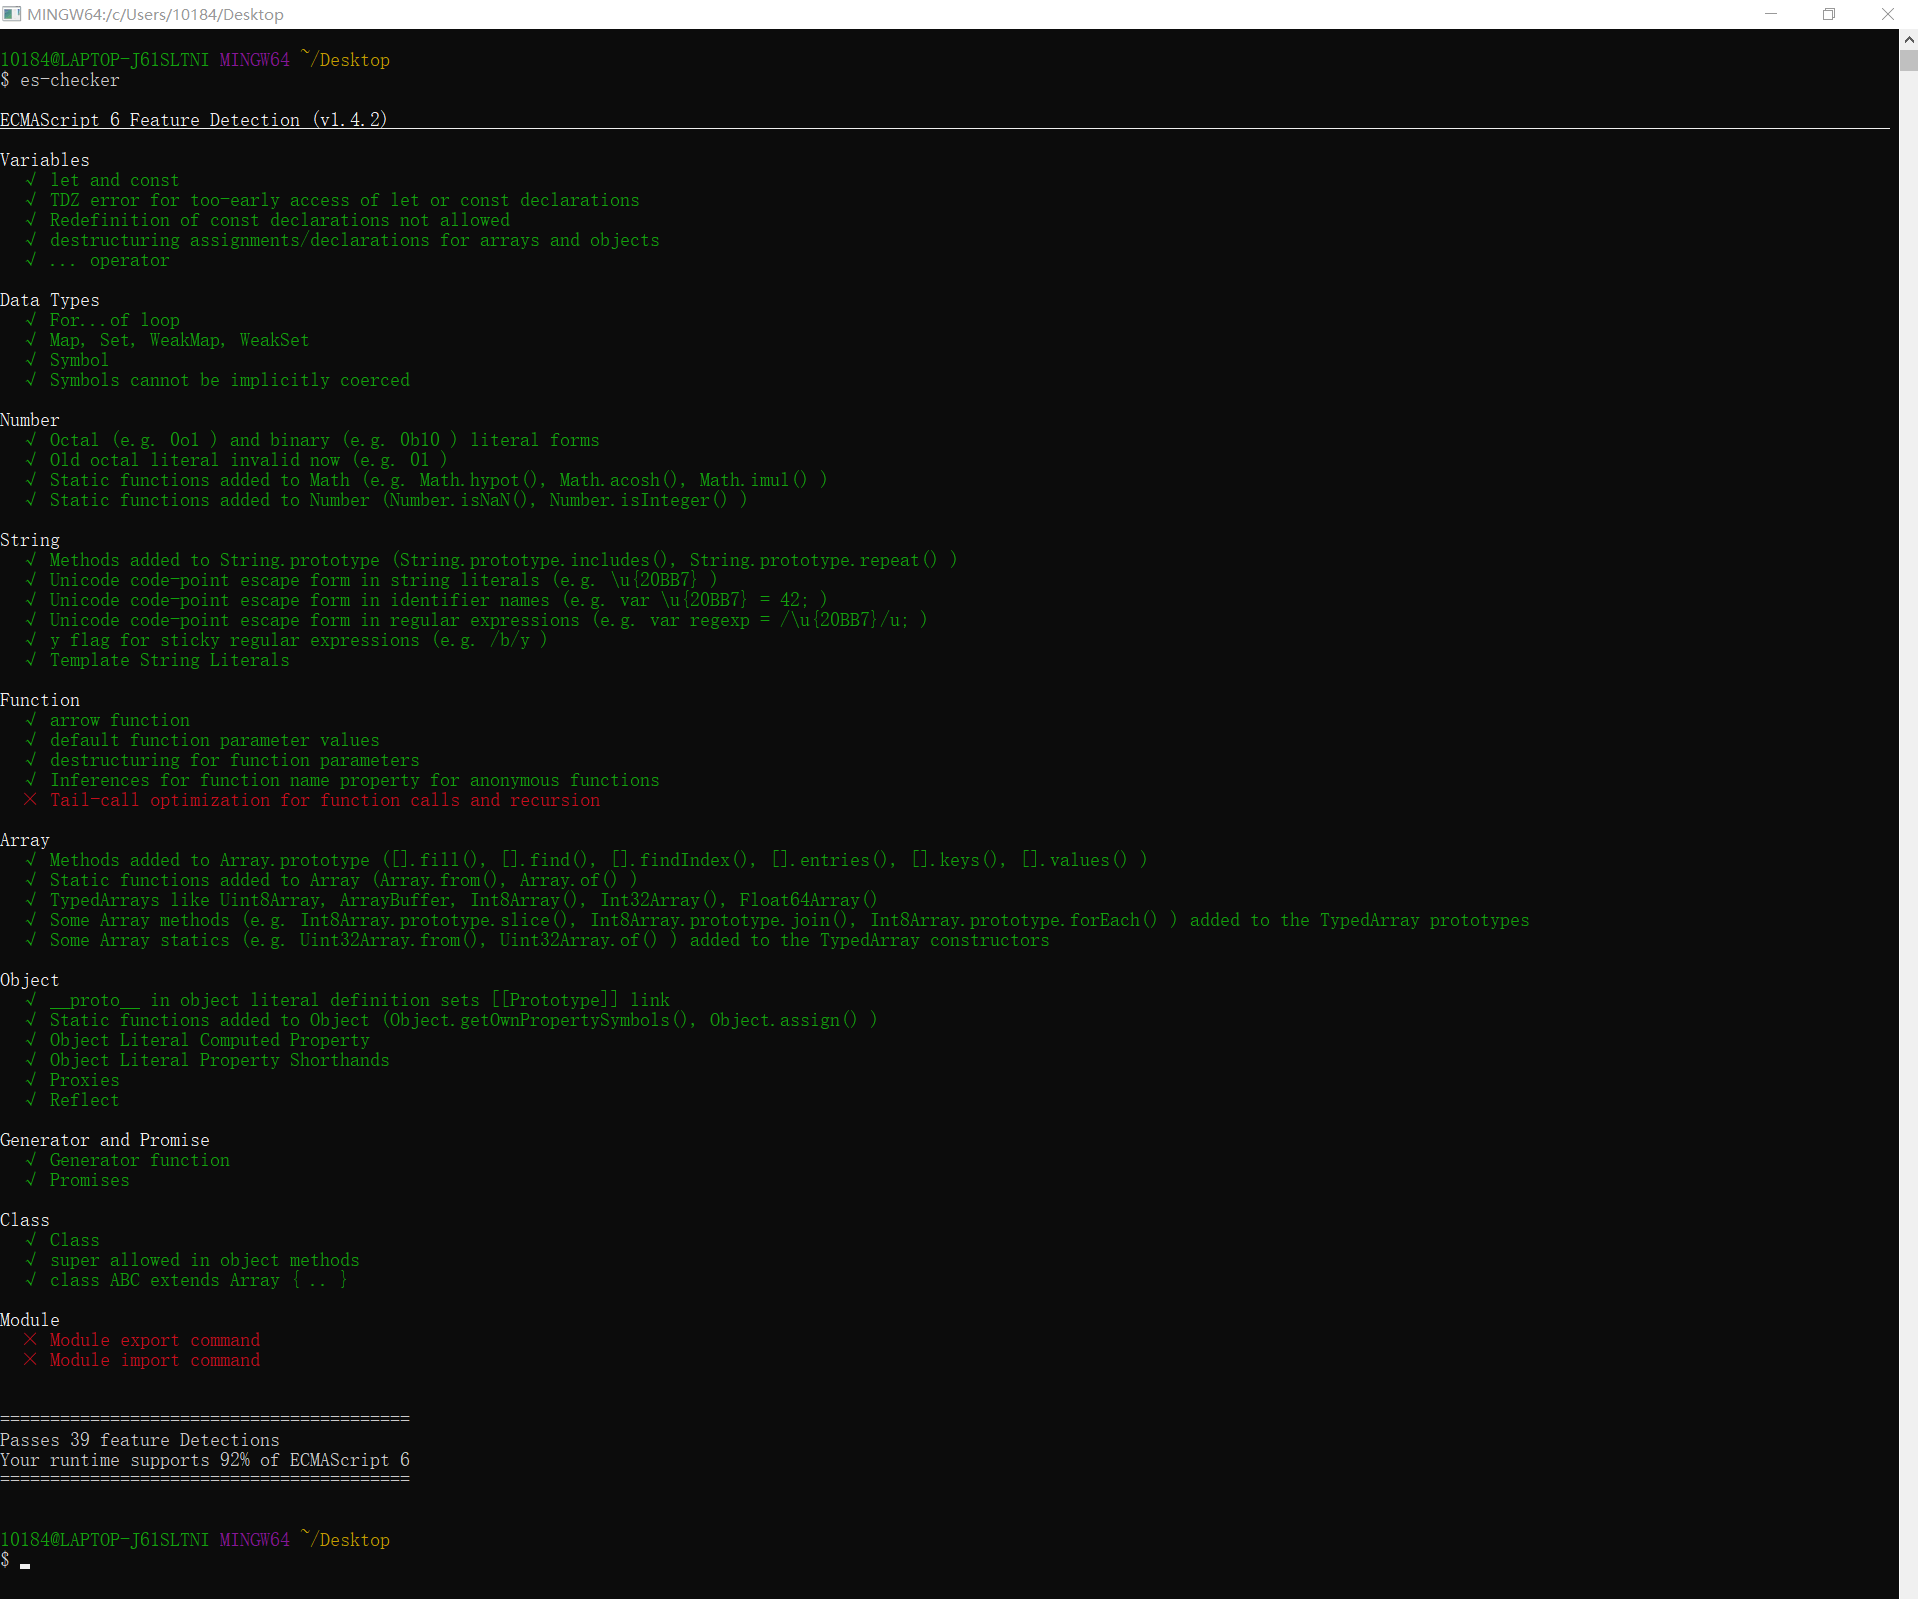 MINGW64:/c/Users/10184/Desktop
10184@LAPTOP-J61SLTNI MINGW64 ~/Desktop
$ es-checker
ECMAScript 6 Feature Detection (v1.4.2)
Variables
√ let and const
√ TDZ error for too-early access of let or const declarations
√ Redefinition of const declarations not allowed
√ destructuring assignments/declarations for arrays and objects
√ ... operator
Data Types
√ For...of loop
√ Map, Set, WeakMap, WeakSet
√ Symbol
√ Symbols cannot be implicitly coerced
Number
√ Octal (e.g. 0o1 ) and binary (e.g. 0b10 ) literal forms
√ Old octal literal invalid now (e.g. 01 )
√ Static functions added to Math (e.g. Math.hypot(), Math.acosh(), Math.imul() )
√ Static functions added to Number (Number.isNaN(), Number.isInteger() )
String
√ Methods added to String.prototype (String.prototype.includes(), String.prototype.repeat() )
√ Unicode code-point escape form in string literals (e.g. \u{20BB7} )
√ Unicode code-point escape form in identifier names (e.g. var \u{20BB7} = 42; )
√ Unicode code-point escape form in regular expressions (e.g. var regexp = /\u{20BB7}/u; )
√ y flag for sticky regular expressions (e.g. /b/y )
√ Template String Literals
Function
√ arrow function
√ default function parameter values
√ destructuring for function parameters
√ Inferences for function name property for anonymous functions
× Tail-call optimization for function calls and recursion
Array
√ Methods added to Array.prototype ([].fill(), [].find(), [].findIndex(), [].entries(), [].keys(), [].values() )
√ Static functions added to Array (Array.from(), Array.of() )
√ TypedArrays like Uint8Array, ArrayBuffer, Int8Array(), Int32Array(), Float64Array()
√ Some Array methods (e.g. Int8Array.prototype.slice(), Int8Array.prototype.join(), Int8Array.prototype.forEach() ) added to the TypedArray prototypes
√ Some Array statics (e.g. Uint32Array.from(), Uint32Array.of() ) added to the TypedArray constructors
Object
√ __proto__ in object literal definition sets [[Prototype]] link
√ Static functions added to Object (Object.getOwnPropertySymbols(), Object.assign() )
√ Object Literal Computed Property
√ Object Literal Property Shorthands
√ Proxies
√ Reflect
Generator and Promise
√ Generator function
√ Promises
Class
√ Class
√ super allowed in object methods
√ class ABC extends Array { .. }
Module
× Module export command
× Module import command
=========================================
Passes 39 feature Detections
Your runtime supports 92% of ECMAScript 6
=========================================
10184@LAPTOP-J61SLTNI MINGW64 ~/Desktop
$